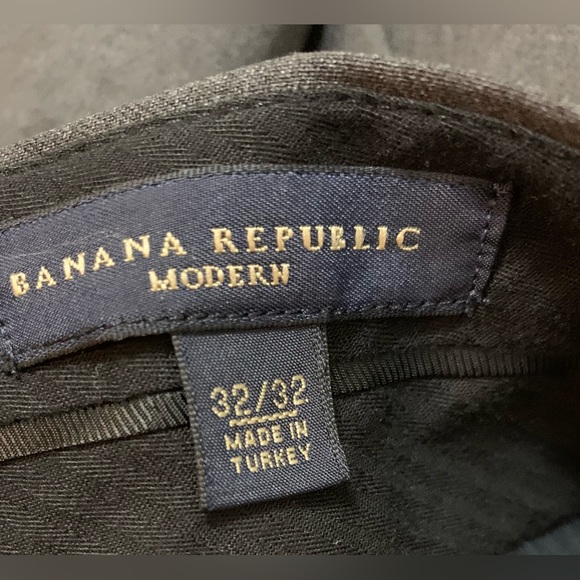 BANANA REPUBLIC
MODERN
32/32
MADE IN
TURKEY